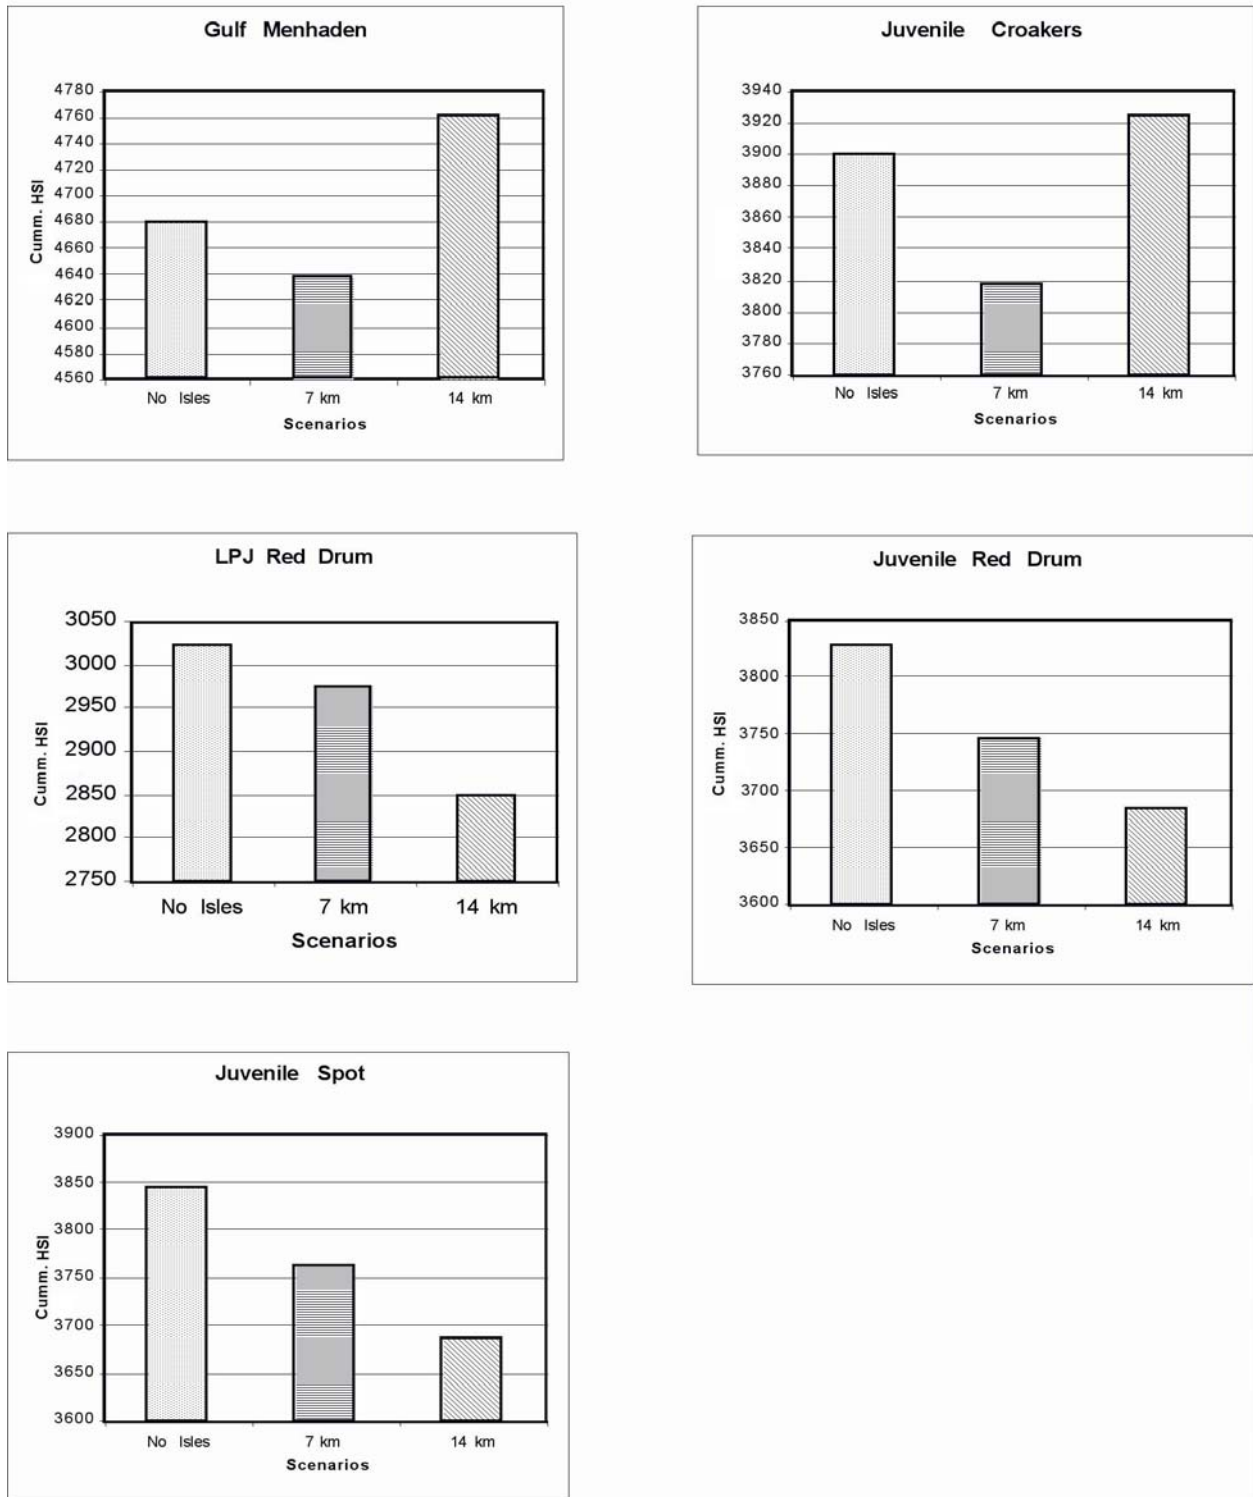 Gulf Menhaden
Cumm. HSI
4780
4760
4740
4720
4700
4680
4660
4640
4620
4600
4580
4560
No Isles 7 km 14 km
Scenarios
Juvenile Croakers
Cumm. HSI
3940
3920
3900
3880
3860
3840
3820
3800
3780
3760
No Isles 7 km 14 km
Scenarios
LPJ Red Drum
Cumm. HSI
3050
3000
2950
2900
2850
2800
2750
No Isles 7 km 14 km
Scenarios
Juvenile Red Drum
Cumm. HSI
3850
3800
3750
3700
3650
3600
No Isles 7 km 14 km
Scenarios
Juvenile Spot
Cumm. HSI
3900
3850
3800
3750
3700
3650
3600
No Isles 7 km 14 km
Scenarios